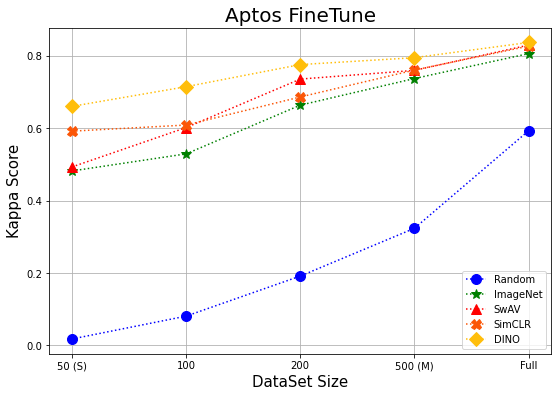 Aptos FineTune
Kappa Score
0.8
0.6
0.4
0.2
0.0
Random
ImageNet
SwAV
SimCLR
DINO
50 (S)
100
200
500 (M)
Full
DataSet Size